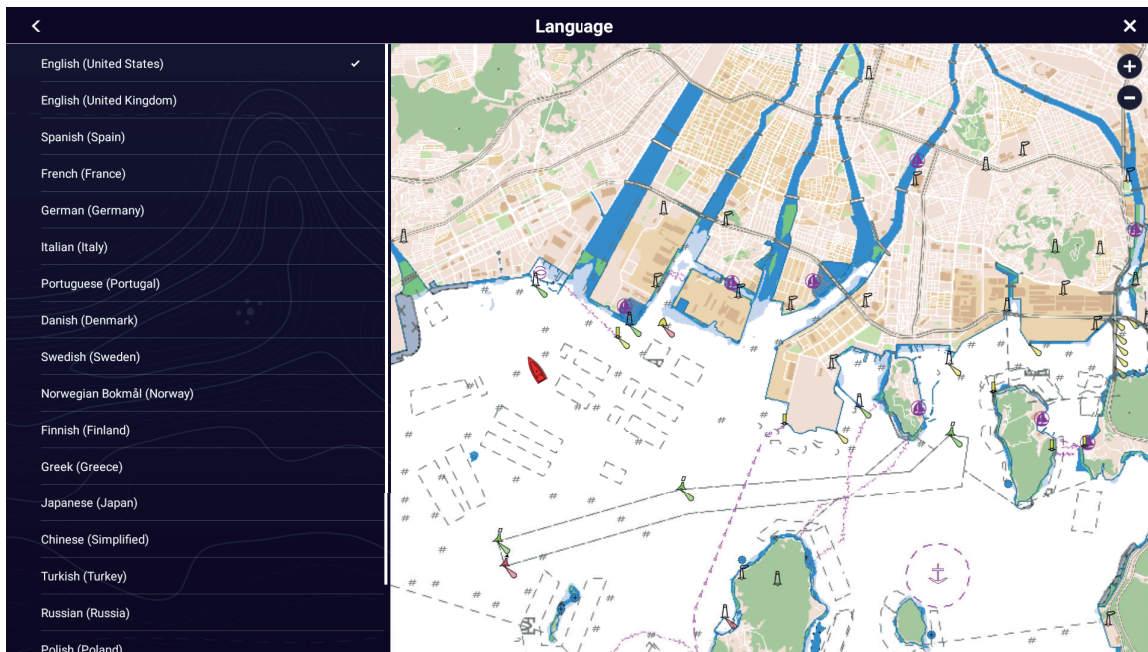 Language
English (United States)
English (United Kingdom)
Spanish (Spain)
French (France)
German (Germany)
Italian (Italy)
Portuguese (Portugal)
Danish (Denmark)
Swedish (Sweden)
Norwegian Bokmål (Norway)
Finnish (Finland)
Greek (Greece)
Japanese (Japan)
Chinese (Simplified)
Turkish (Turkey)
Russian (Russia)
Polish (Poland)